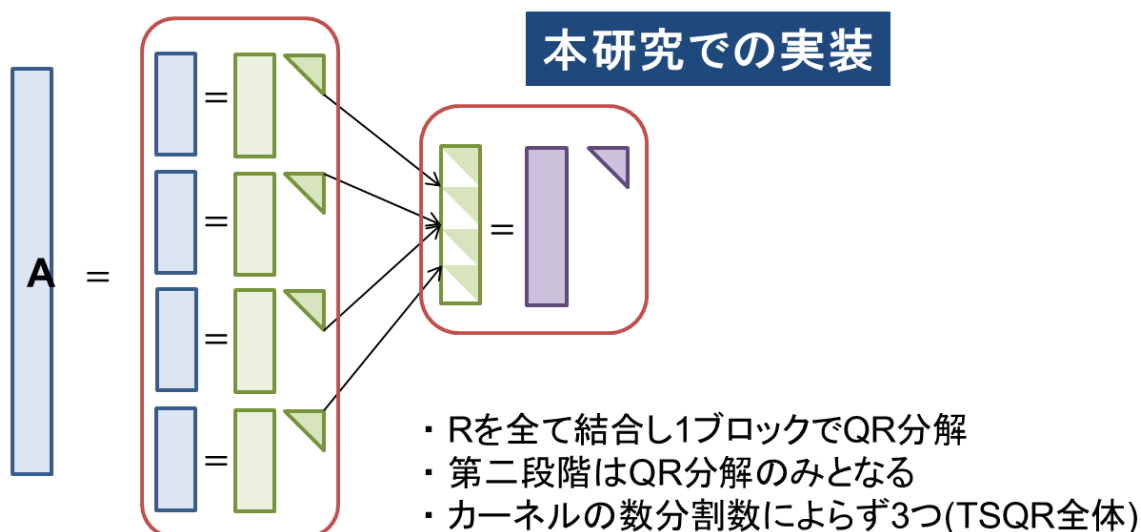 本研究での実装
A =
=
=
=
=
=
・ Rを全て結合し1ブロックでQR分解
・ 第二段階はQR分解のみとなる
・ カーネルの数分割数によらず3つ(TSQR全体)